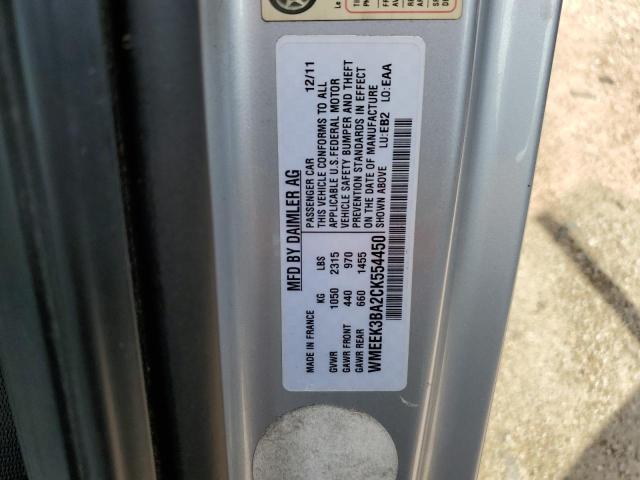 MFD BY DAIMLER AG
MADE IN FRANCE
KG LBS
GVWR 1050 2315
GAWR FRONT 440 970
GAWR REAR 660 1455
WMEEK3BA2CK554450
PASSENGER CAR 12/11
THIS VEHICLE CONFORMS TO ALL
APPLICABLE U.S.FEDERAL MOTOR
VEHICLE SAFETY BUMPER AND THEFT
PREVENTION STANDARDS IN EFFECT
ON THE DATE OF MANUFACTURE
SHOWN ABOVE LU:EB2 LO:EAA